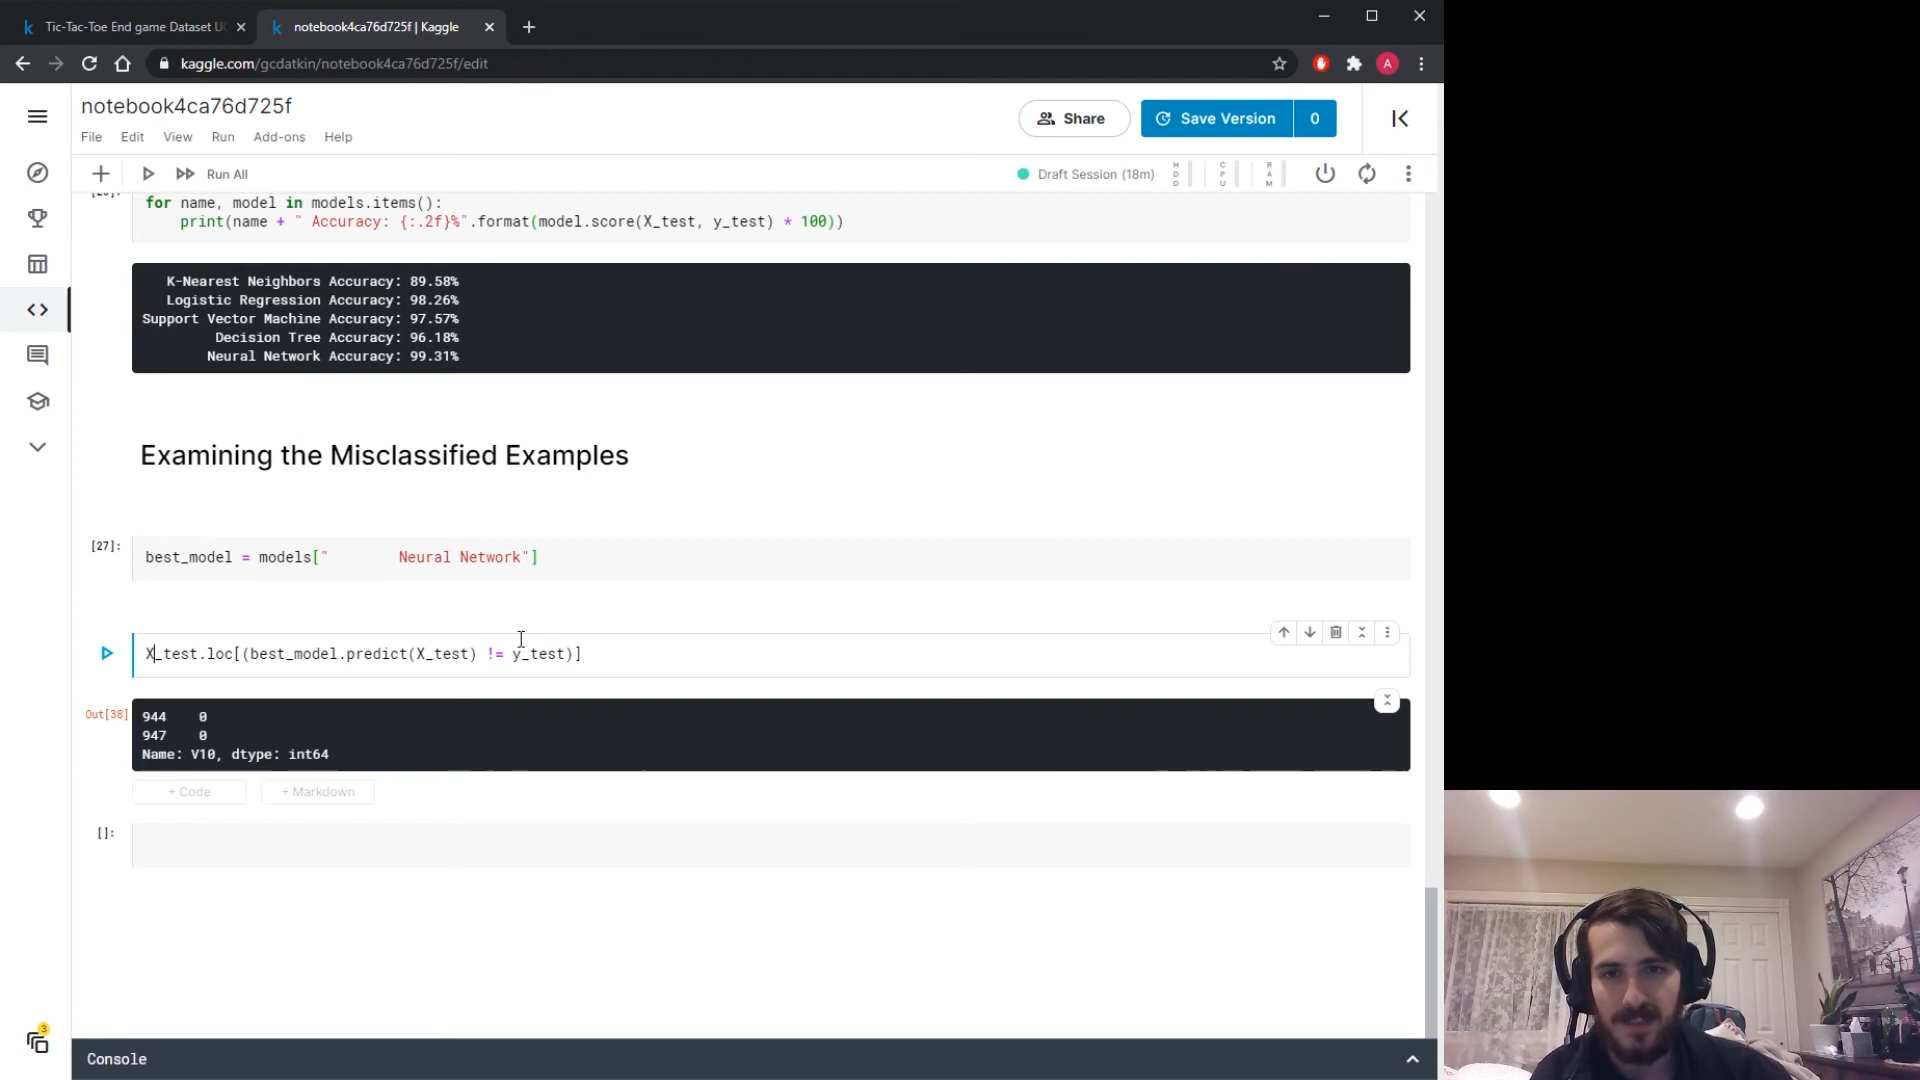 Tic-Tac-Toe End game Dataset U
notebook4ca76d725f | Kaggle
kaggle.com/gcdatkin/notebook4ca76d725f/edit
A
notebook4ca76d725f
File Edit View Run Add-ons Help
Share
Save Version 0
Run All
Draft Session (18m)
HDD
CPU
RAM
for name, model in models.items():
print(name + " Accuracy: {:.2f}%".format(model.score(X_test, y_test) * 100))
K-Nearest Neighbors Accuracy: 89.58%
Logistic Regression Accuracy: 98.26%
Support Vector Machine Accuracy: 97.57%
Decision Tree Accuracy: 96.18%
Neural Network Accuracy: 99.31%
Examining the Misclassified Examples
[27]:
best_model = models["        Neural Network"]
X_test.loc[(best_model.predict(X_test) != y_test)]
Out[38]
944 0
947 0
Name: V10, dtype: int64
+ Code
+ Markdown
[]:
3
Console